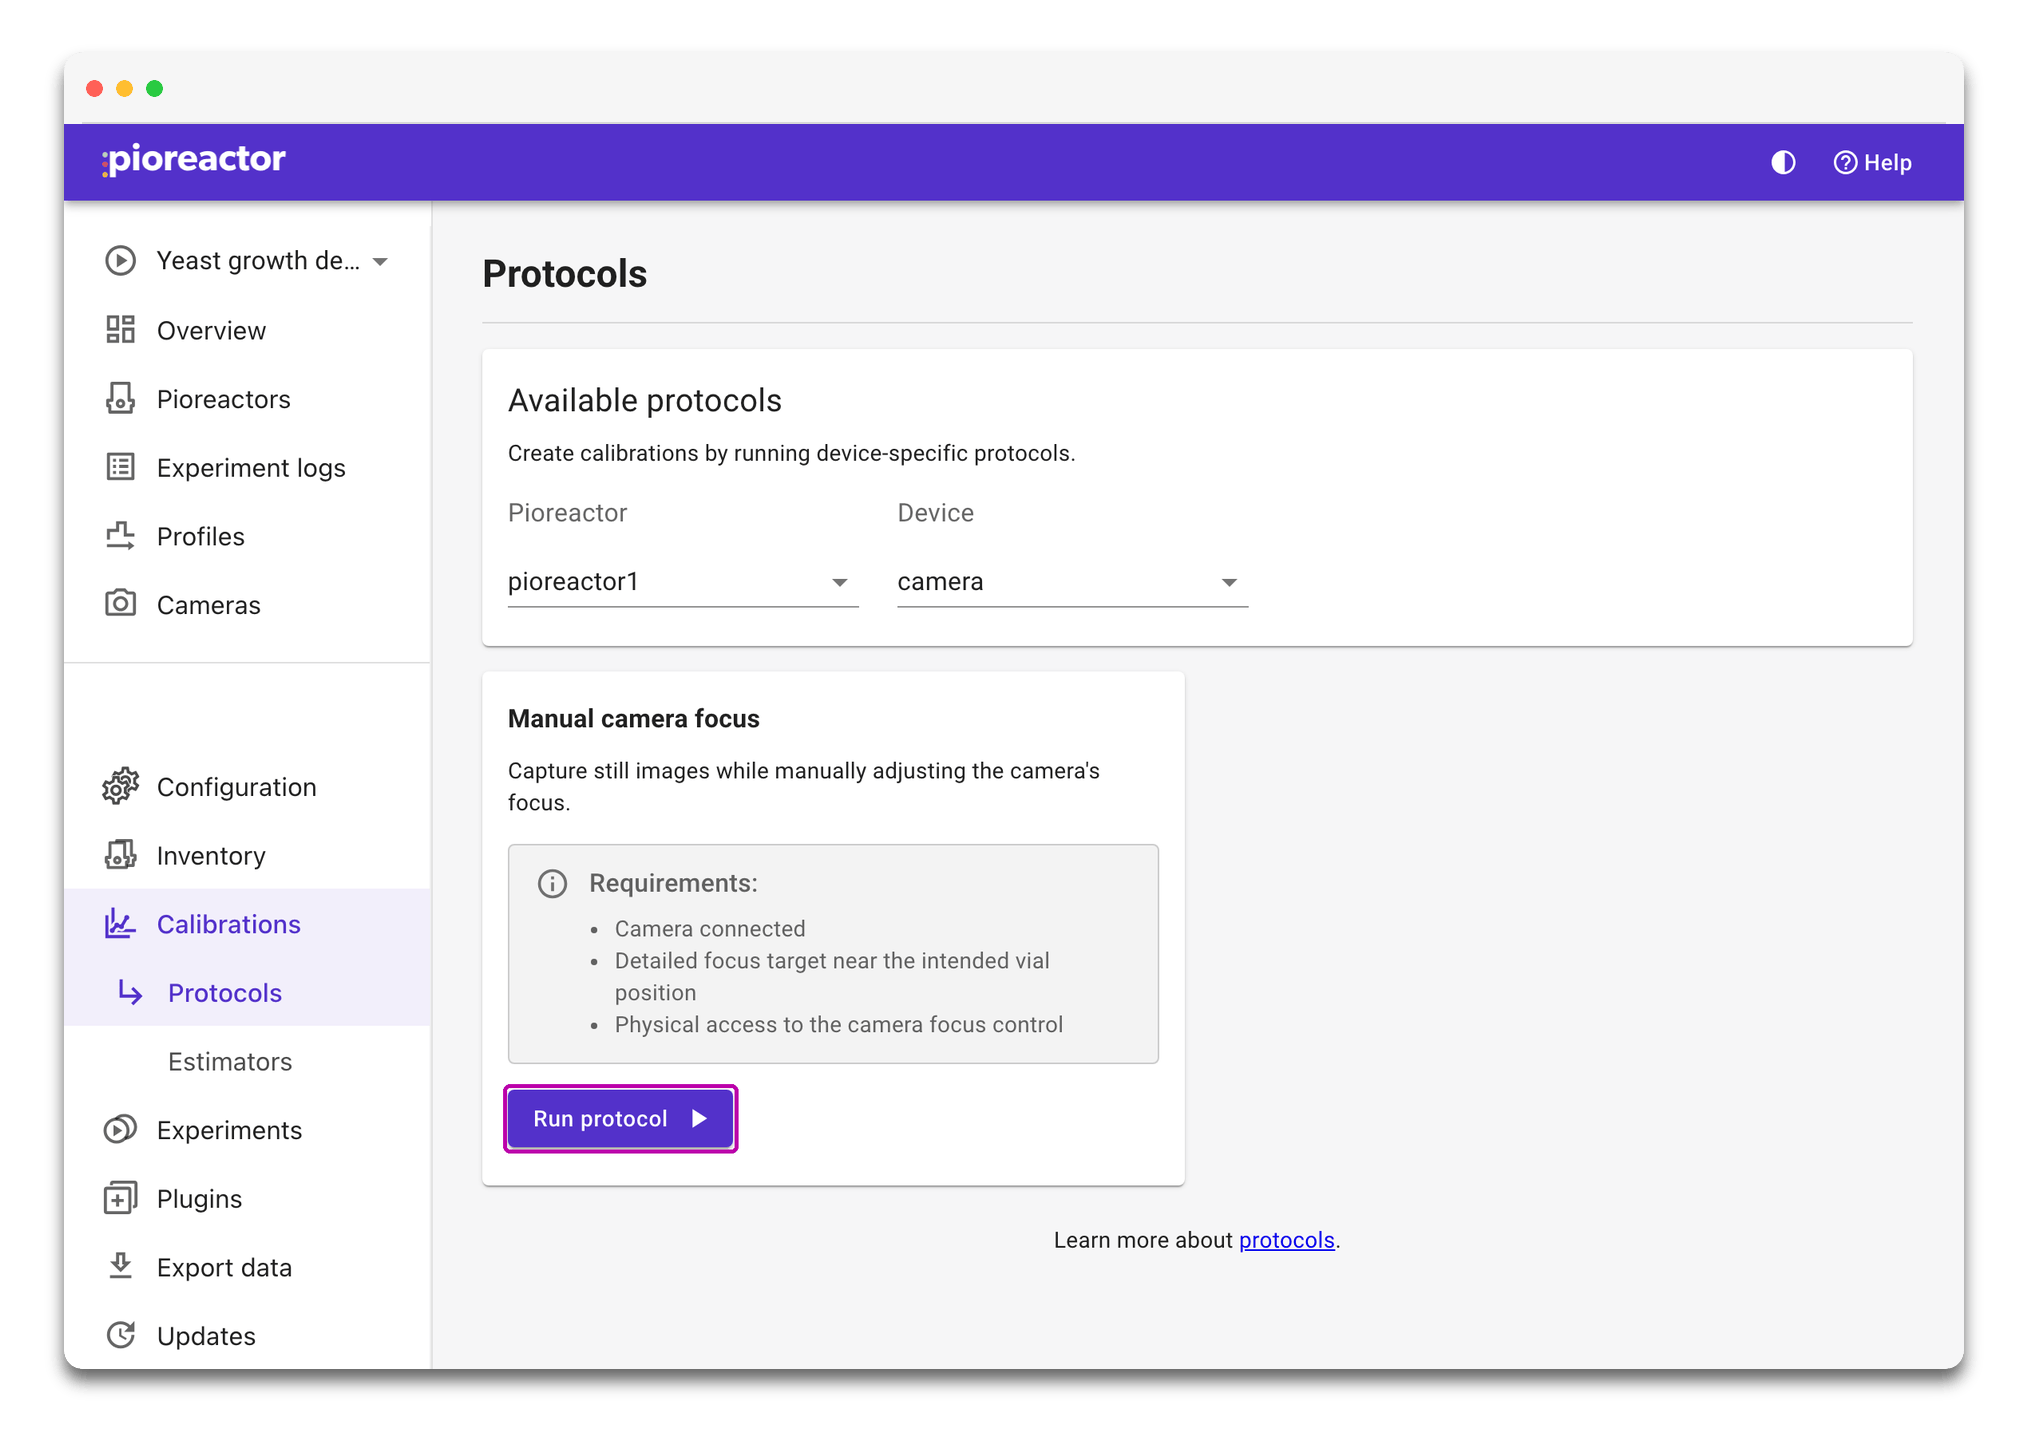 pioreactor
Help
Yeast growth de...
Overview
Pioreactors
Experiment logs
Profiles
Cameras
Configuration
Inventory
Calibrations
Protocols
Estimators
Experiments
Plugins
Export data
Updates
Protocols
Available protocols
Create calibrations by running device-specific protocols.
Pioreactor
Device
pioreactor1
camera
Manual camera focus
Capture still images while manually adjusting the camera's
focus.
Requirements:
• Camera connected
• Detailed focus target near the intended vial
position
• Physical access to the camera focus control
Run protocol
Learn more about protocols.